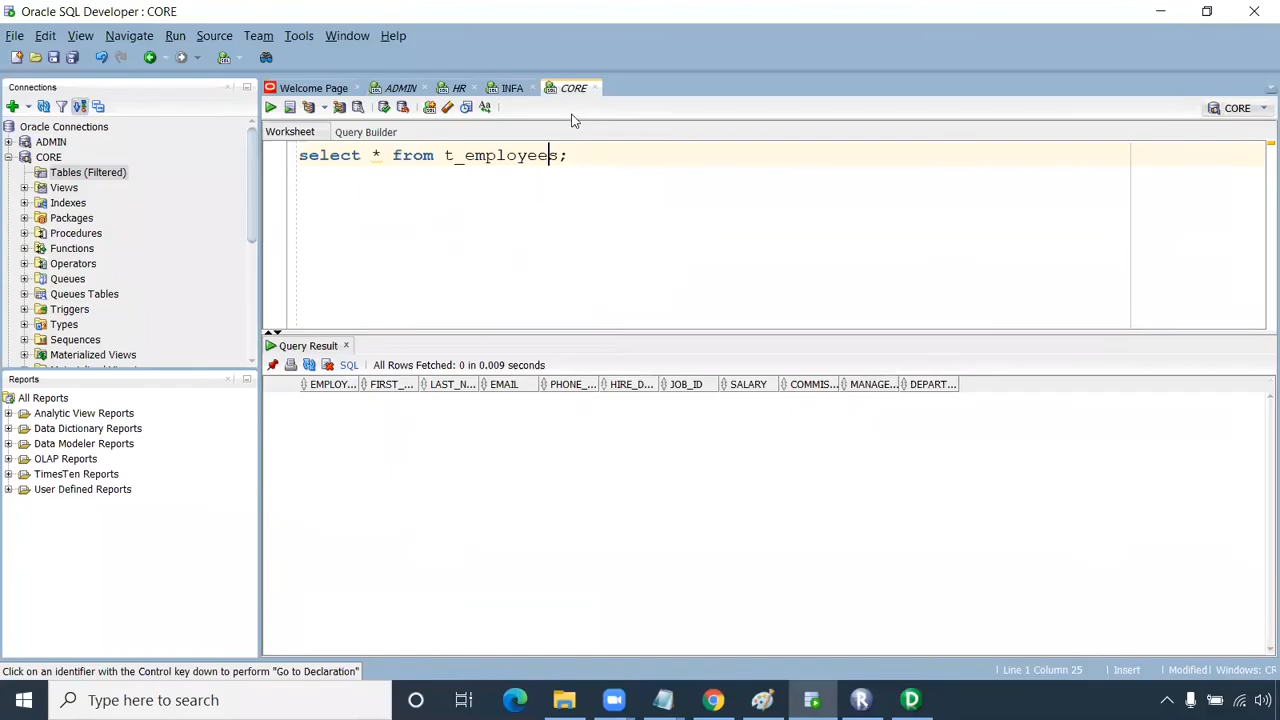 Oracle SQL Developer : CORE
File Edit View Navigate Run Source Team Tools Window Help
Connections
Oracle Connections
ADMIN
CORE
Tables (Filtered)
Views
Indexes
Packages
Procedures
Functions
Operators
Queues
Queues Tables
Triggers
Types
Sequences
Materialized Views
Reports
All Reports
Analytic View Reports
Data Dictionary Reports
Data Modeler Reports
OLAP Reports
TimesTen Reports
User Defined Reports
Welcome Page ADMIN HR INFA CORE
CORE
Worksheet Query Builder
select * from t_employees;
Query Result
SQL All Rows Fetched: 0 in 0.009 seconds
EMPLOY... FIRST_... LAST_N... EMAIL PHONE_... HIRE_D... JOB_ID SALARY COMMIS... MANAGE... DEPART...
Click on an identifier with the Control key down to perform "Go to Declaration"
Line 1 Column 25 Insert Modified Windows: CR
Type here to search